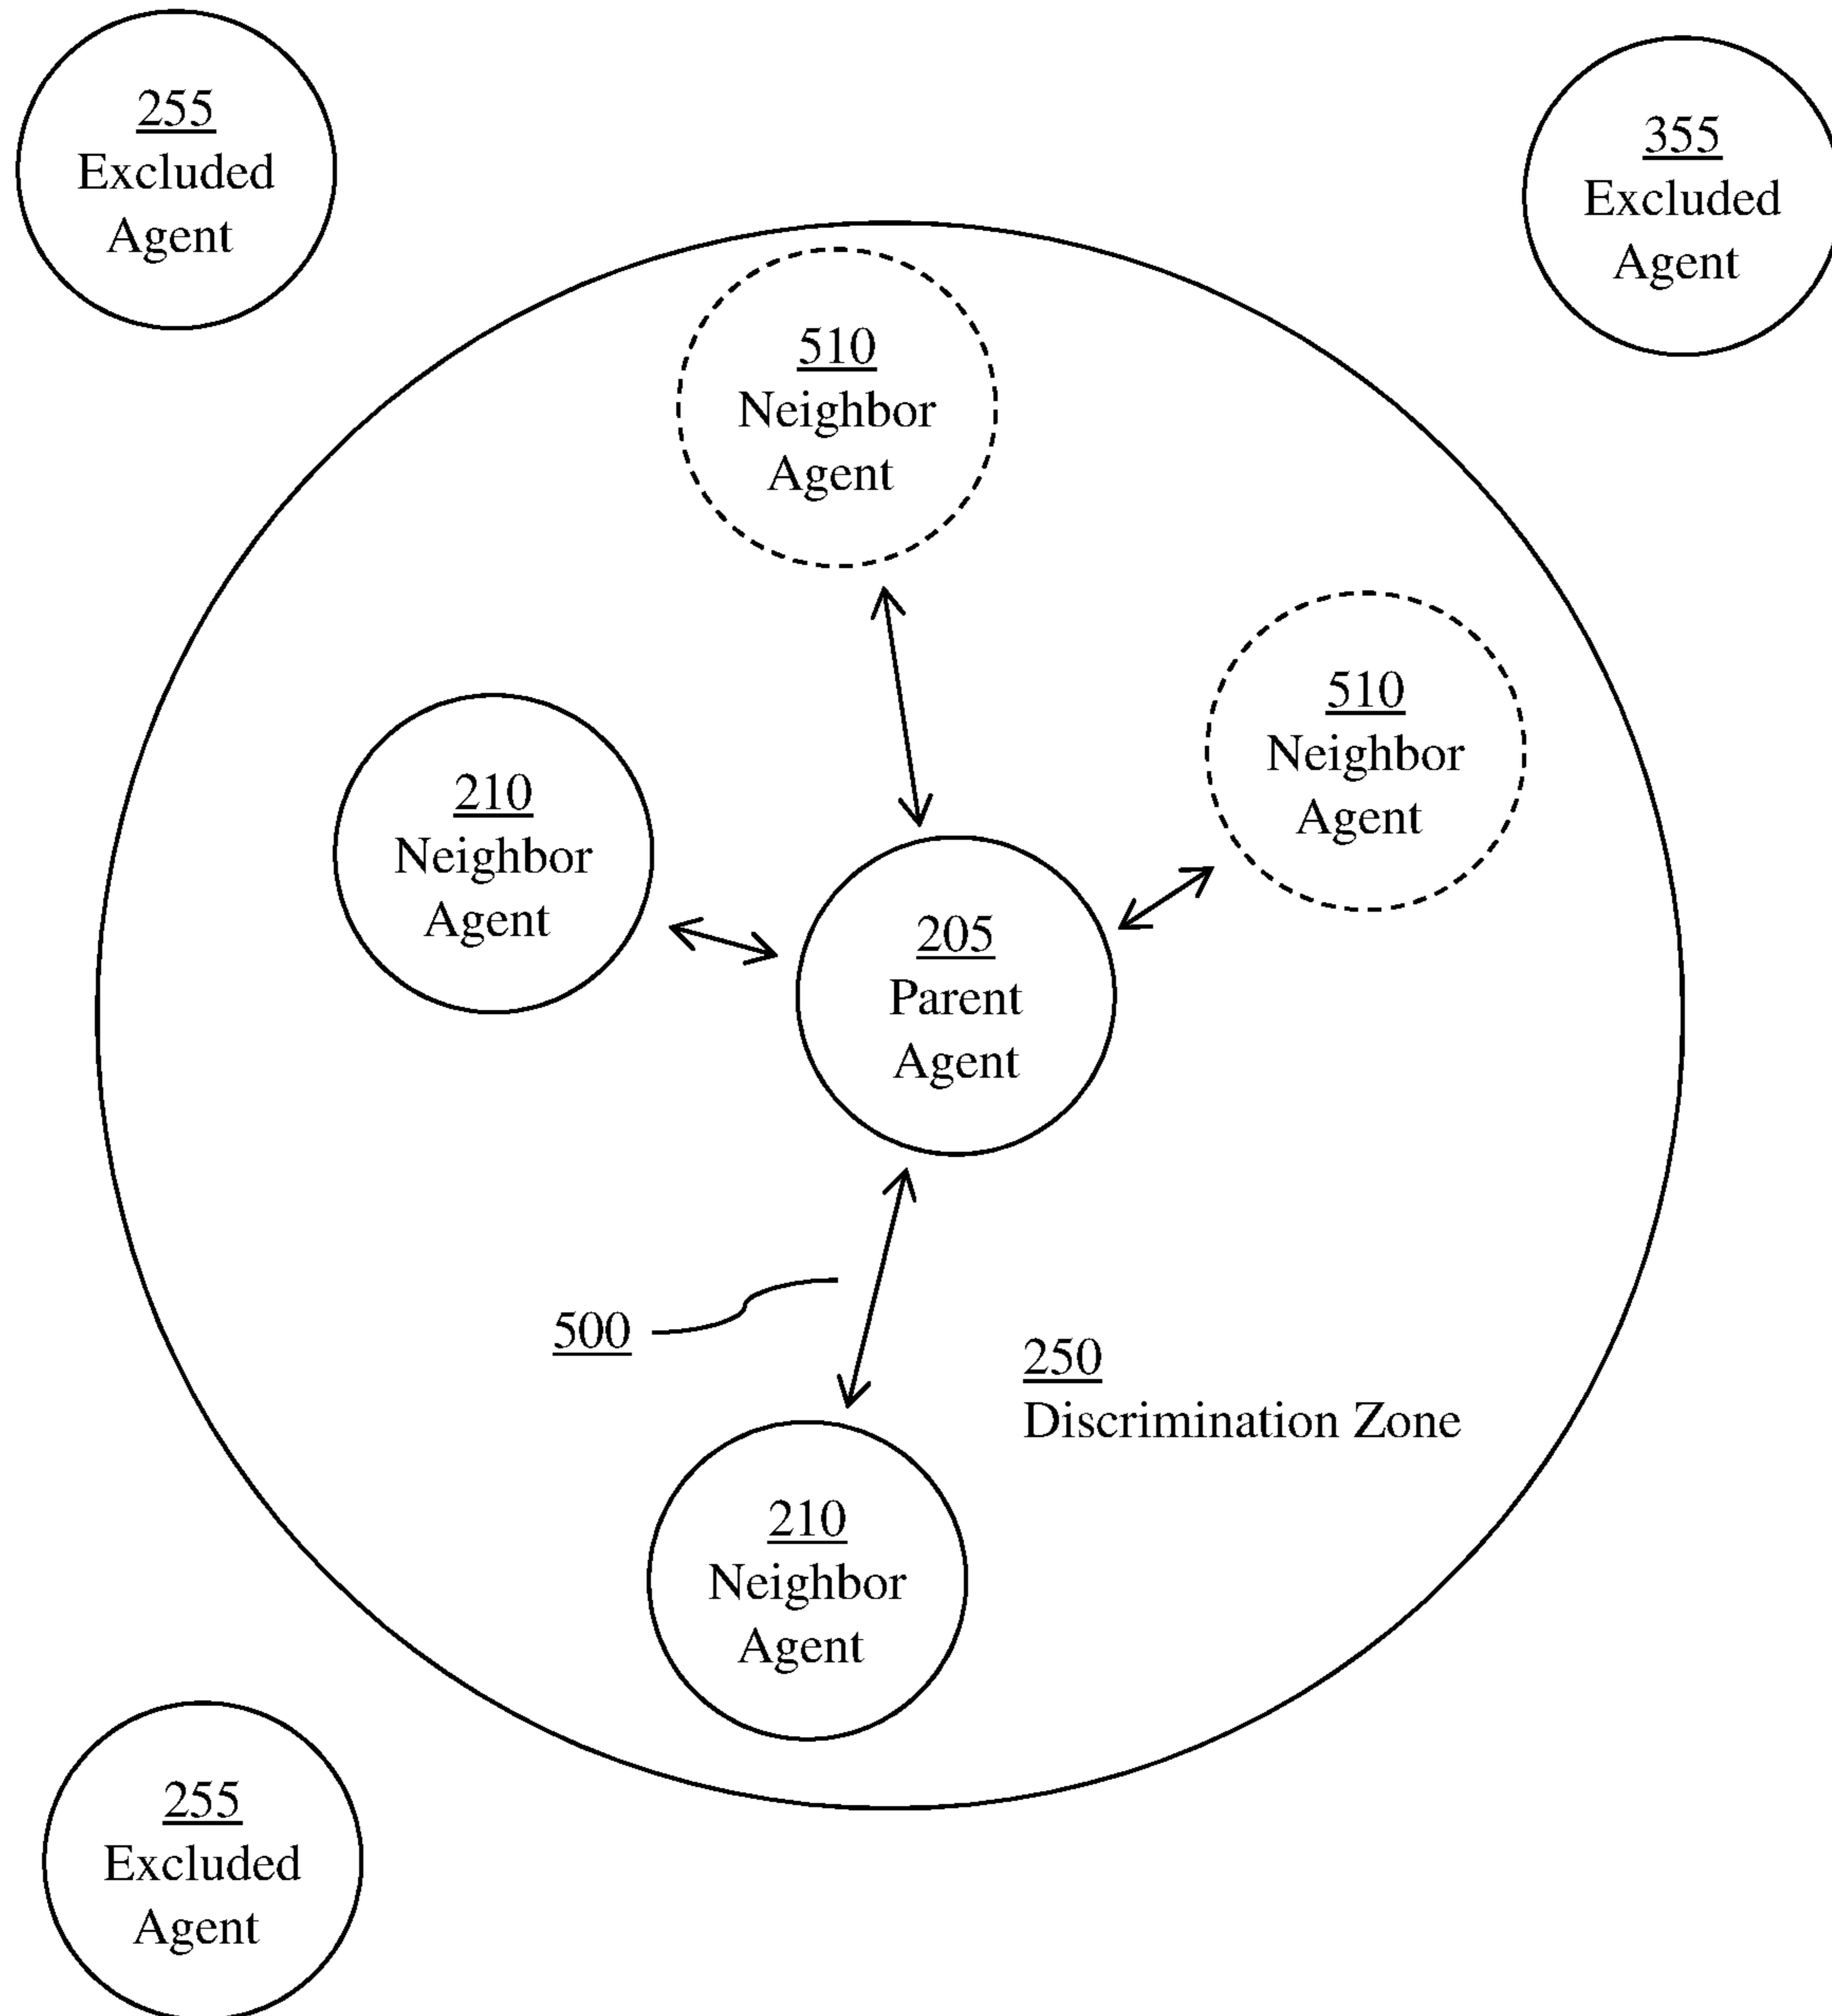 255
Excluded
Agent
355
Excluded
Agent
510
Neighbor
Agent
510
Neighbor
Agent
210
Neighbor
Agent
205
Parent
Agent
500
250
Discrimination Zone
210
Neighbor
Agent
255
Excluded
Agent